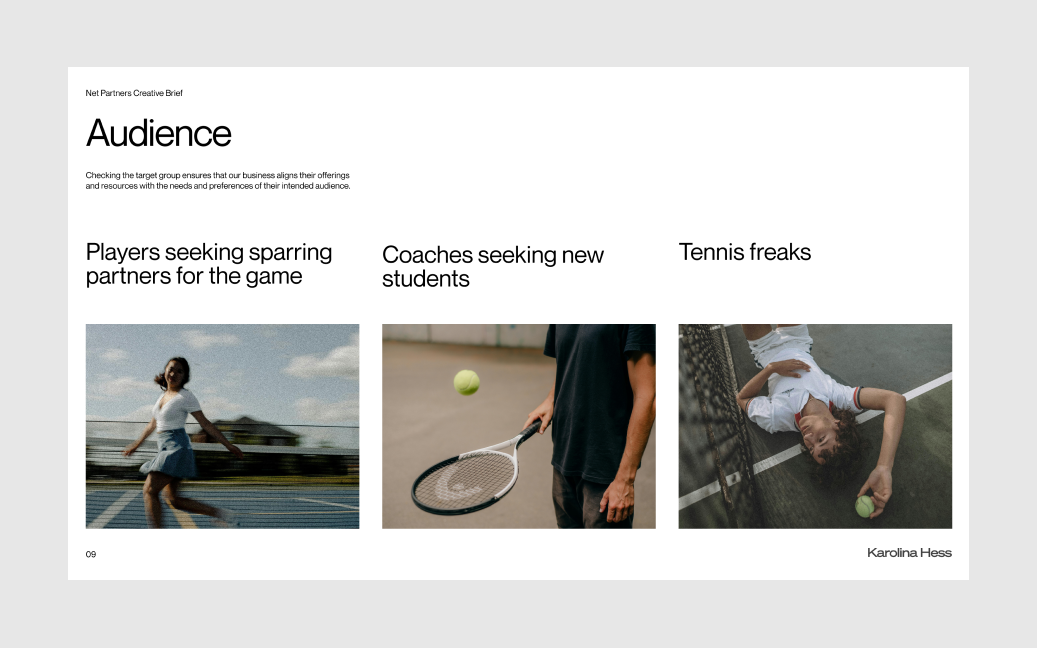 Net Partners Creative Brief
Audience
Checking the target group ensures that our business aligns their offerings
and resources with the needs and preferences of their intended audience.
Players seeking sparring
partners for the game
Coaches seeking new
students
Tennis freaks
09
Karolina Hess